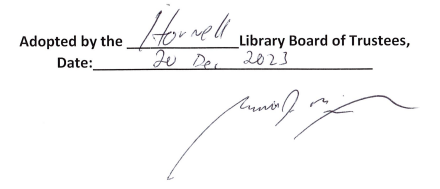 Adopted by the Hornell Library Board of Trustees,
Date: 20 Dec 2023